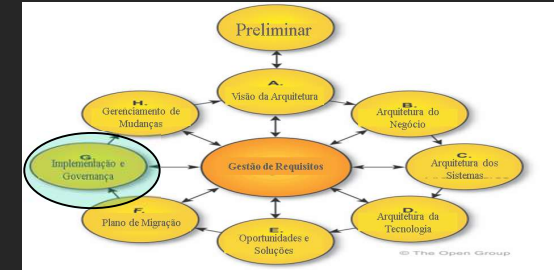 Preliminar
A.
Visão da Arquitetura
H.
Gerenciamento de
Mudanças
B.
Arquitetura do
Negócio
G.
Implementação e
Governança
Gestão de Requisitos
C.
Arquitetura dos
Sistemas
F.
Plano de Migração
D.
Arquitetura da
Tecnologia
E.
Oportunidades e
Soluções
© The Open Group